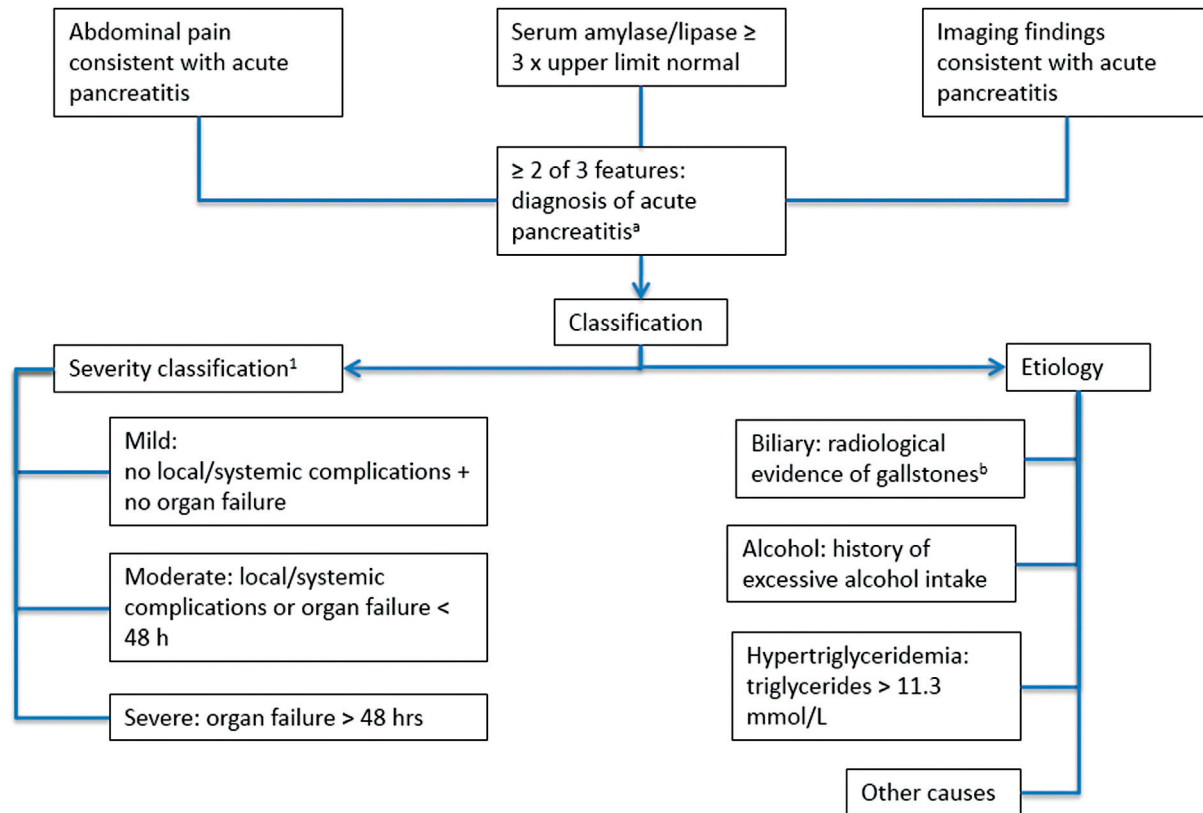 Abdominal pain
consistent with acute
pancreatitis
Serum amylase/lipase ≥
3 x upper limit normal
Imaging findings
consistent with acute
pancreatitis
≥ 2 of 3 features:
diagnosis of acute
pancreatitisᵃ
Classification
Severity classification¹
Mild:
no local/systemic complications +
no organ failure
Moderate: local/systemic
complications or organ failure <
48 h
Severe: organ failure > 48 hrs
Etiology
Biliary: radiological
evidence of gallstonesᵇ
Alcohol: history of
excessive alcohol intake
Hypertriglyceridemia:
triglycerides > 11.3
mmol/L
Other causes